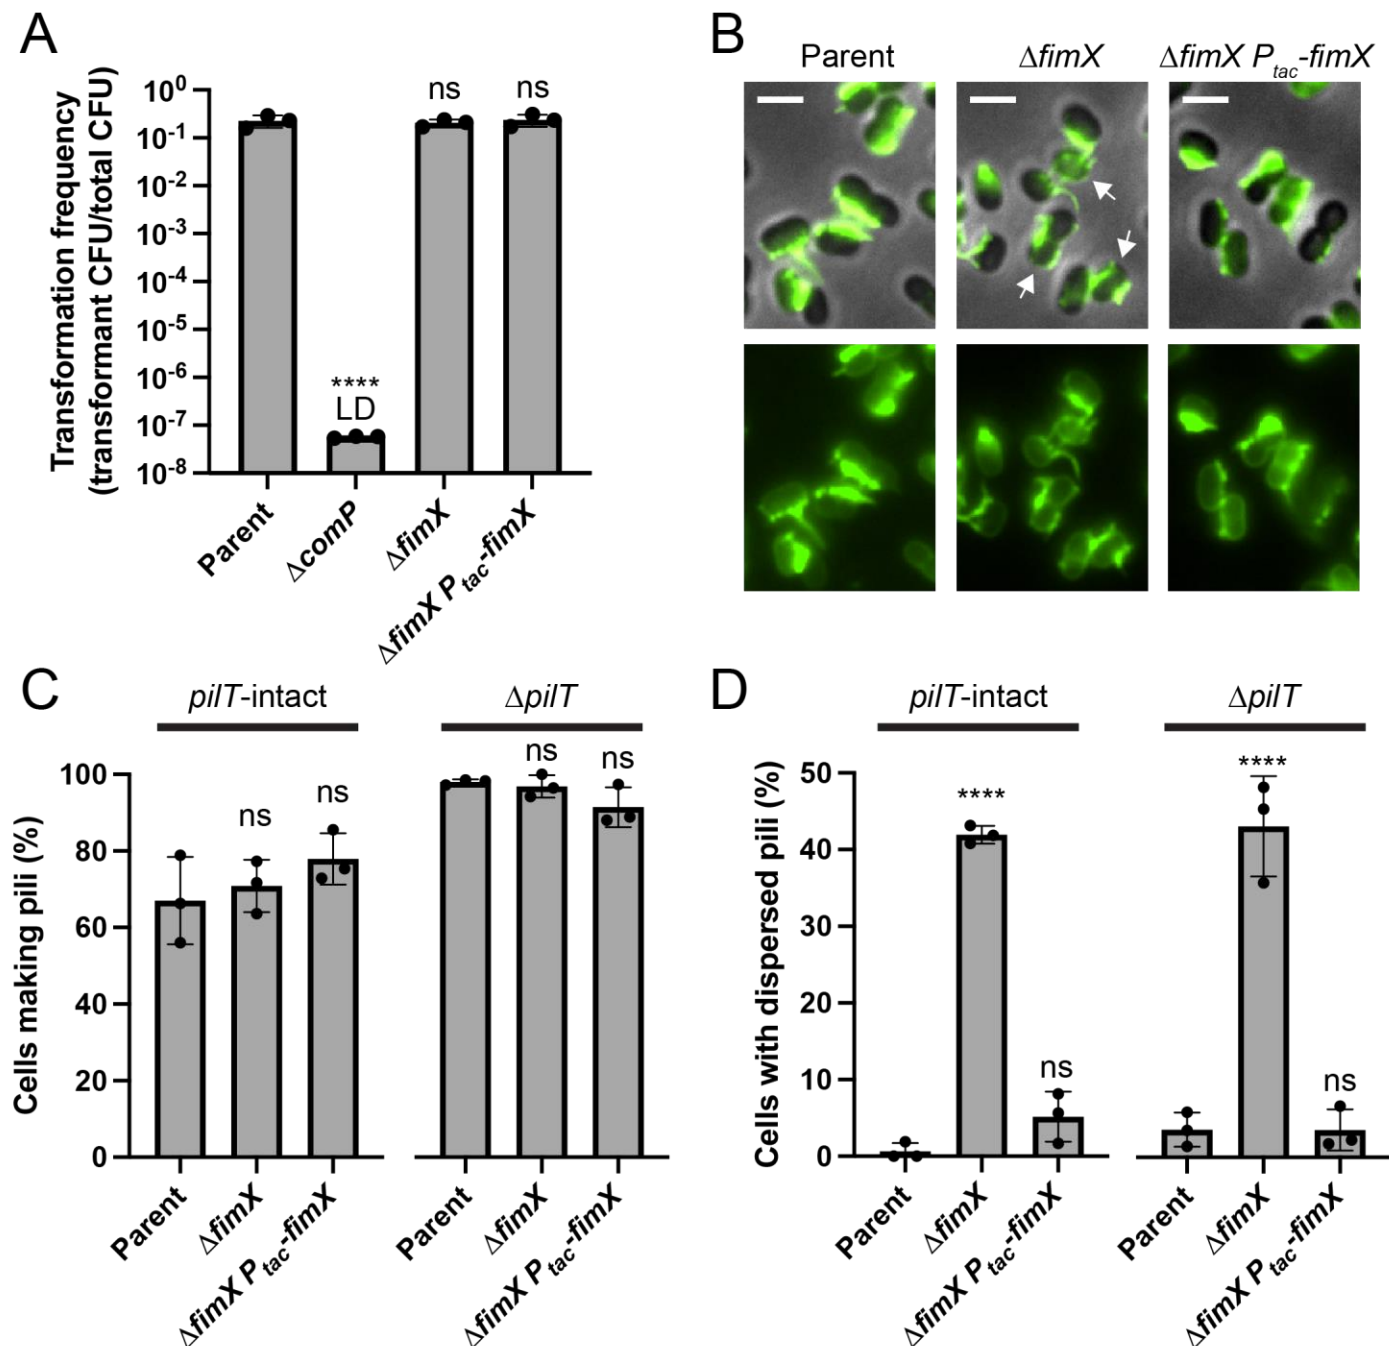 A
Transformation frequency
(transformant CFU/total CFU)
10⁰
10⁻¹
10⁻²
10⁻³
10⁻⁴
10⁻⁵
10⁻⁶
10⁻⁷
10⁻⁸
ns
ns
****
LD
Parent
ΔcomP
ΔfimX
ΔfimX Ptac-fimX
B
Parent
ΔfimX
ΔfimX Ptac-fimX
C
pilT-intact
ΔpilT
Cells making pili (%)
100
80
60
40
20
0
ns
ns
ns
ns
Parent
ΔfimX
ΔfimX Ptac-fimX
Parent
ΔfimX
ΔfimX Ptac-fimX
D
pilT-intact
ΔpilT
Cells with dispersed pili (%)
50
40
30
20
10
0
****
ns
****
ns
Parent
ΔfimX
ΔfimX Ptac-fimX
Parent
ΔfimX
ΔfimX Ptac-fimX